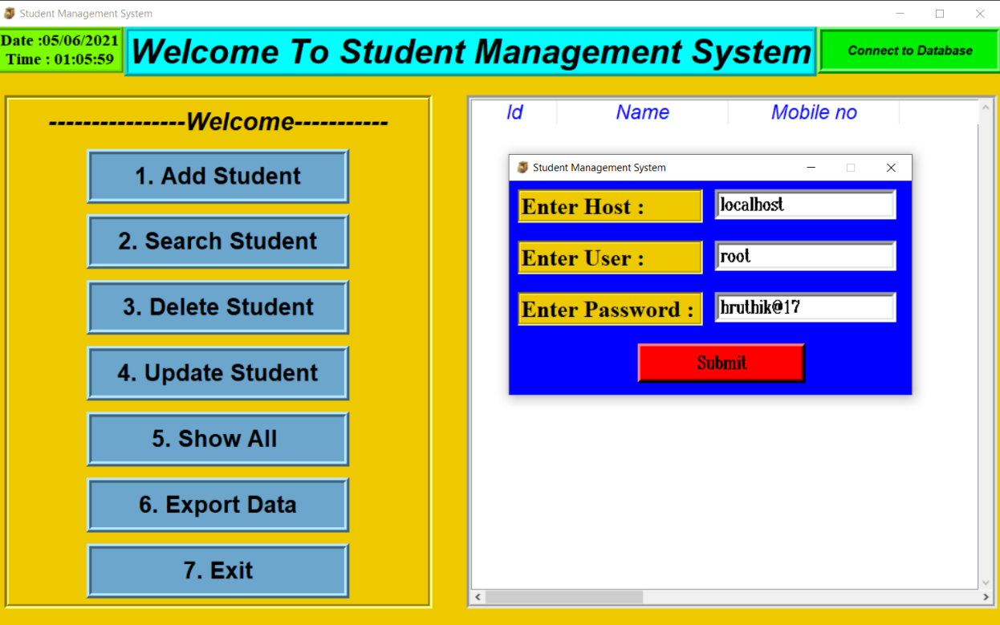 Student Management System
Date :05/06/2021
Time : 01:05:59
Welcome To Student Management System
Connect to Database
----------------Welcome-----------
1. Add Student
2. Search Student
3. Delete Student
4. Update Student
5. Show All
6. Export Data
7. Exit
Id Name Mobile no
Student Management System
Enter Host : localhost
Enter User : root
Enter Password : hruthik@17
Submit